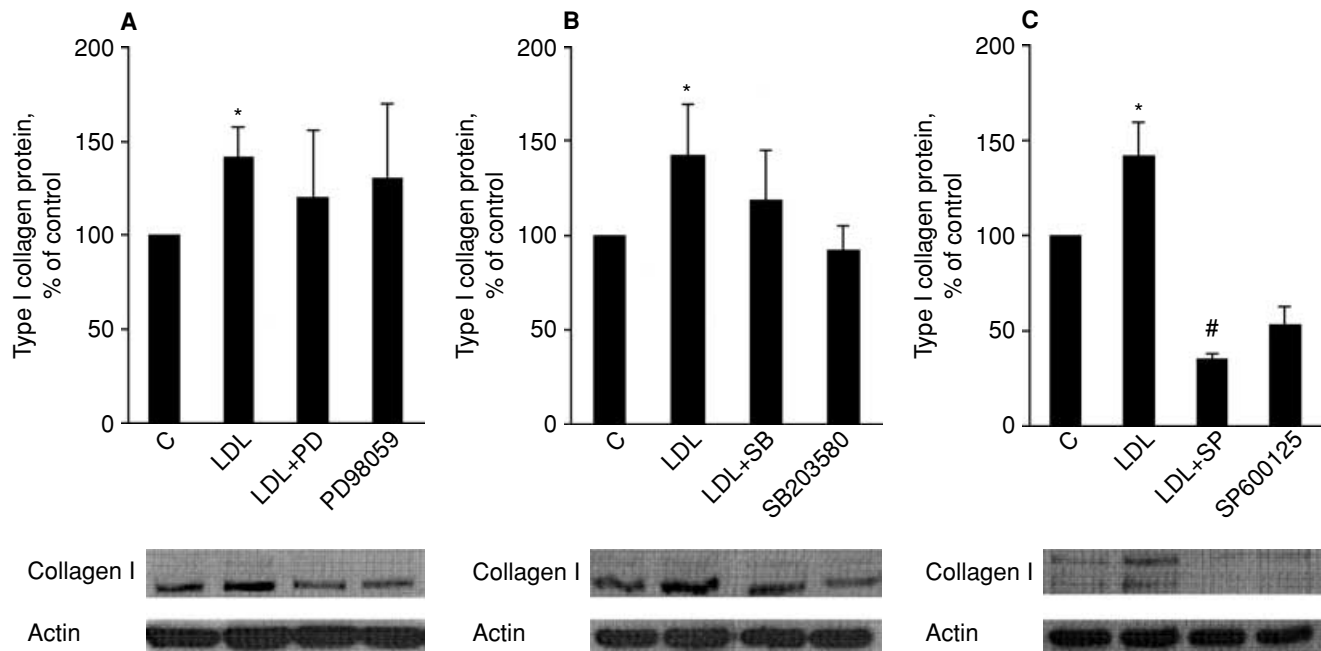 A
Type I collagen protein,
% of control
200
150
100
50
0
*
C
LDL
LDL+PD
PD98059
Collagen I
Actin
B
Type I collagen protein,
% of control
200
150
100
50
0
*
C
LDL
LDL+SB
SB203580
Collagen I
Actin
C
Type I collagen protein,
% of control
200
150
100
50
0
*
#
C
LDL
LDL+SP
SP600125
Collagen I
Actin